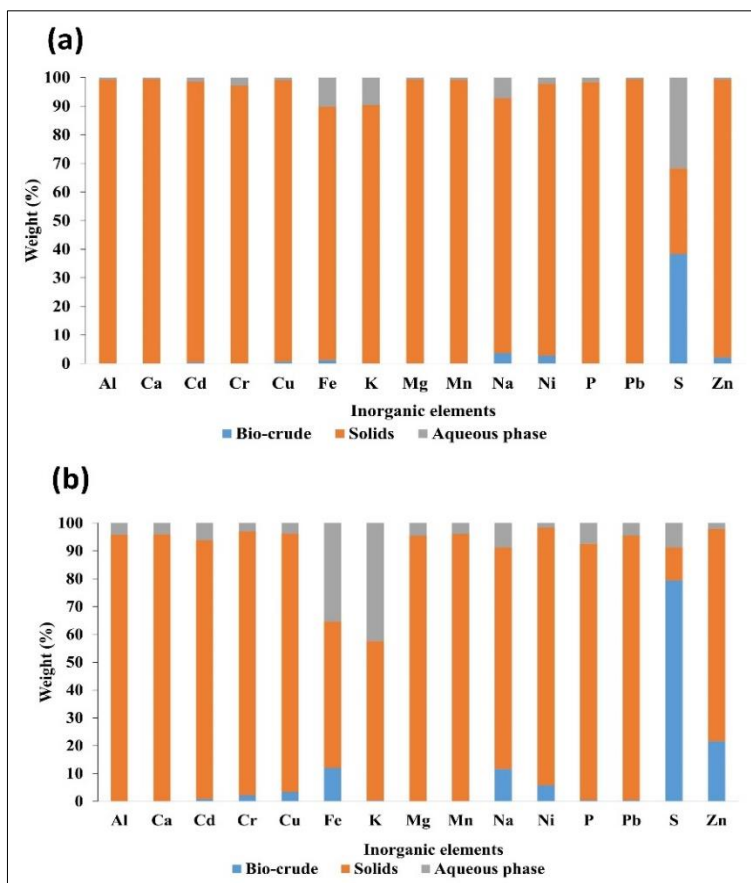 (a)
100
90
80
70
60
50
40
30
20
10
0
Weight (%)
Al Ca Cd Cr Cu Fe K Mg Mn Na Ni P Pb S Zn
Inorganic elements
Bio-crude Solids Aqueous phase
(b)
100
90
80
70
60
50
40
30
20
10
0
Weight (%)
Al Ca Cd Cr Cu Fe K Mg Mn Na Ni P Pb S Zn
Inorganic elements
Bio-crude Solids Aqueous phase